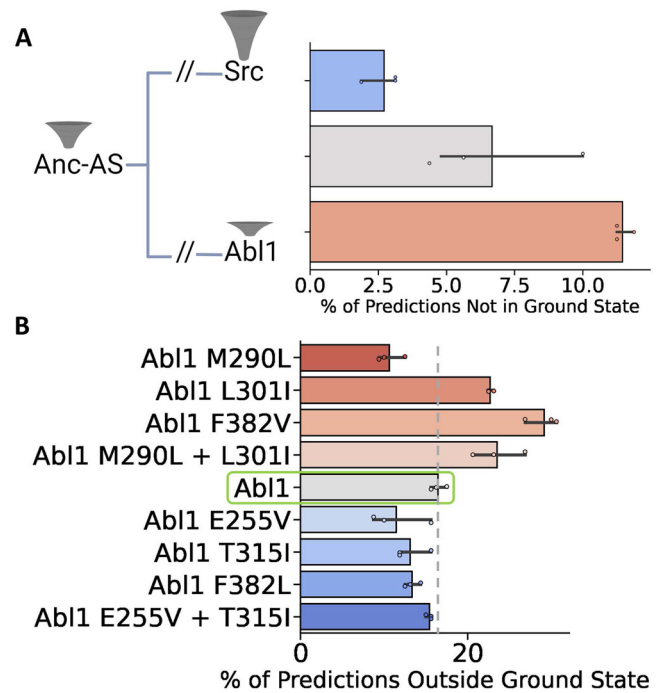 A
Src
Anc-AS
Abl1
0.0 2.5 5.0 7.5 10.0
% of Predictions Not in Ground State
B
Abl1 M290L
Abl1 L301I
Abl1 F382V
Abl1 M290L + L301I
Abl1
Abl1 E255V
Abl1 T315I
Abl1 F382L
Abl1 E255V + T315I
0 20
% of Predictions Outside Ground State